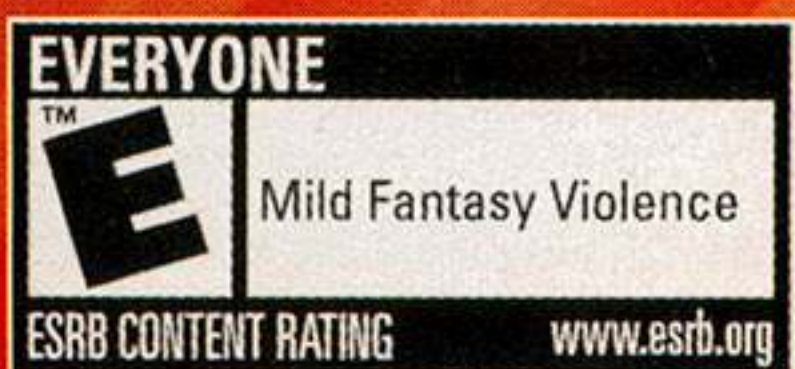 EVERYONE
TM
E
Mild Fantasy Violence
ESRB CONTENT RATING www.esrb.org